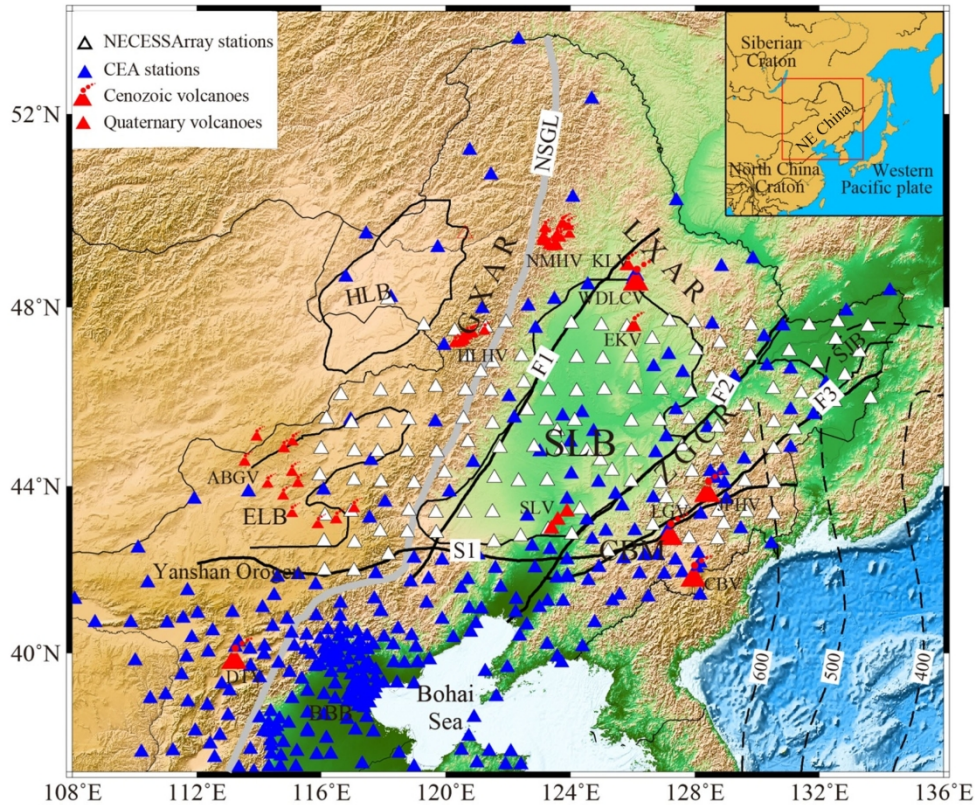 NECESSArray stations
CEA stations
Cenozoic volcanoes
Quaternary volcanoes
Siberian
Craton
NE China
North China
Craton
Western
Pacific plate
52°N
48°N
44°N
40°N
NSGL
GXAR
LXAR
NMHV
KLV
WDLCV
EKV
HLB
HLHV
F1
F2
F3
SJB
SLB
ZGCR
ABGV
ELB
SLV
LGV
JPHV
S1
CBM
CBV
Yanshan Orogen
DTV
BBB
Bohai
Sea
600
500
400
108°E
112°E
116°E
120°E
124°E
128°E
132°E
136°E